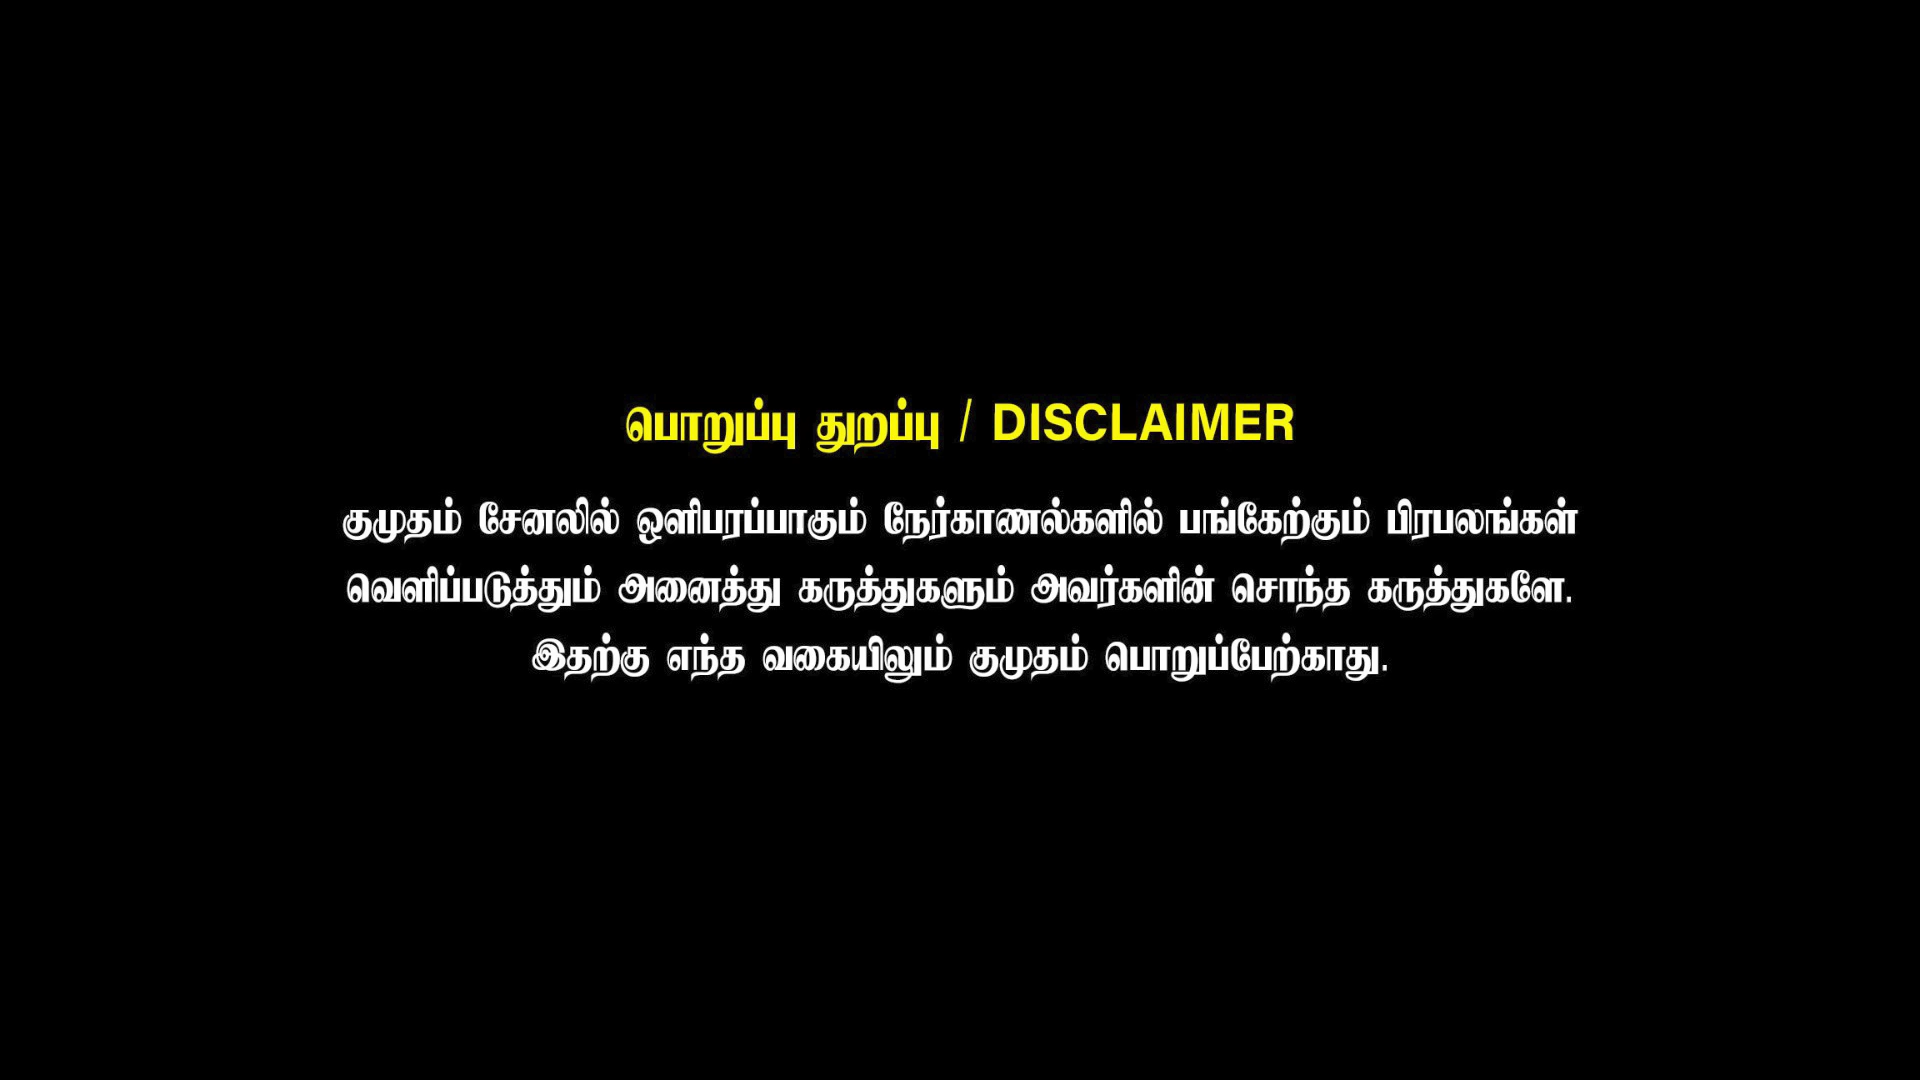 பொறுப்பு துறப்பு / DISCLAIMER
குமுதம் சேனலில் ஒளிபரப்பாகும் நேர்காணல்களில் பங்கேற்கும் பிரபலங்கள்
வெளிப்படுத்தும் அனைத்து கருத்துகளும் அவர்களின் சொந்த கருத்துகளே.
இதற்கு எந்த வகையிலும் குமுதம் பொறுப்பேற்காது.